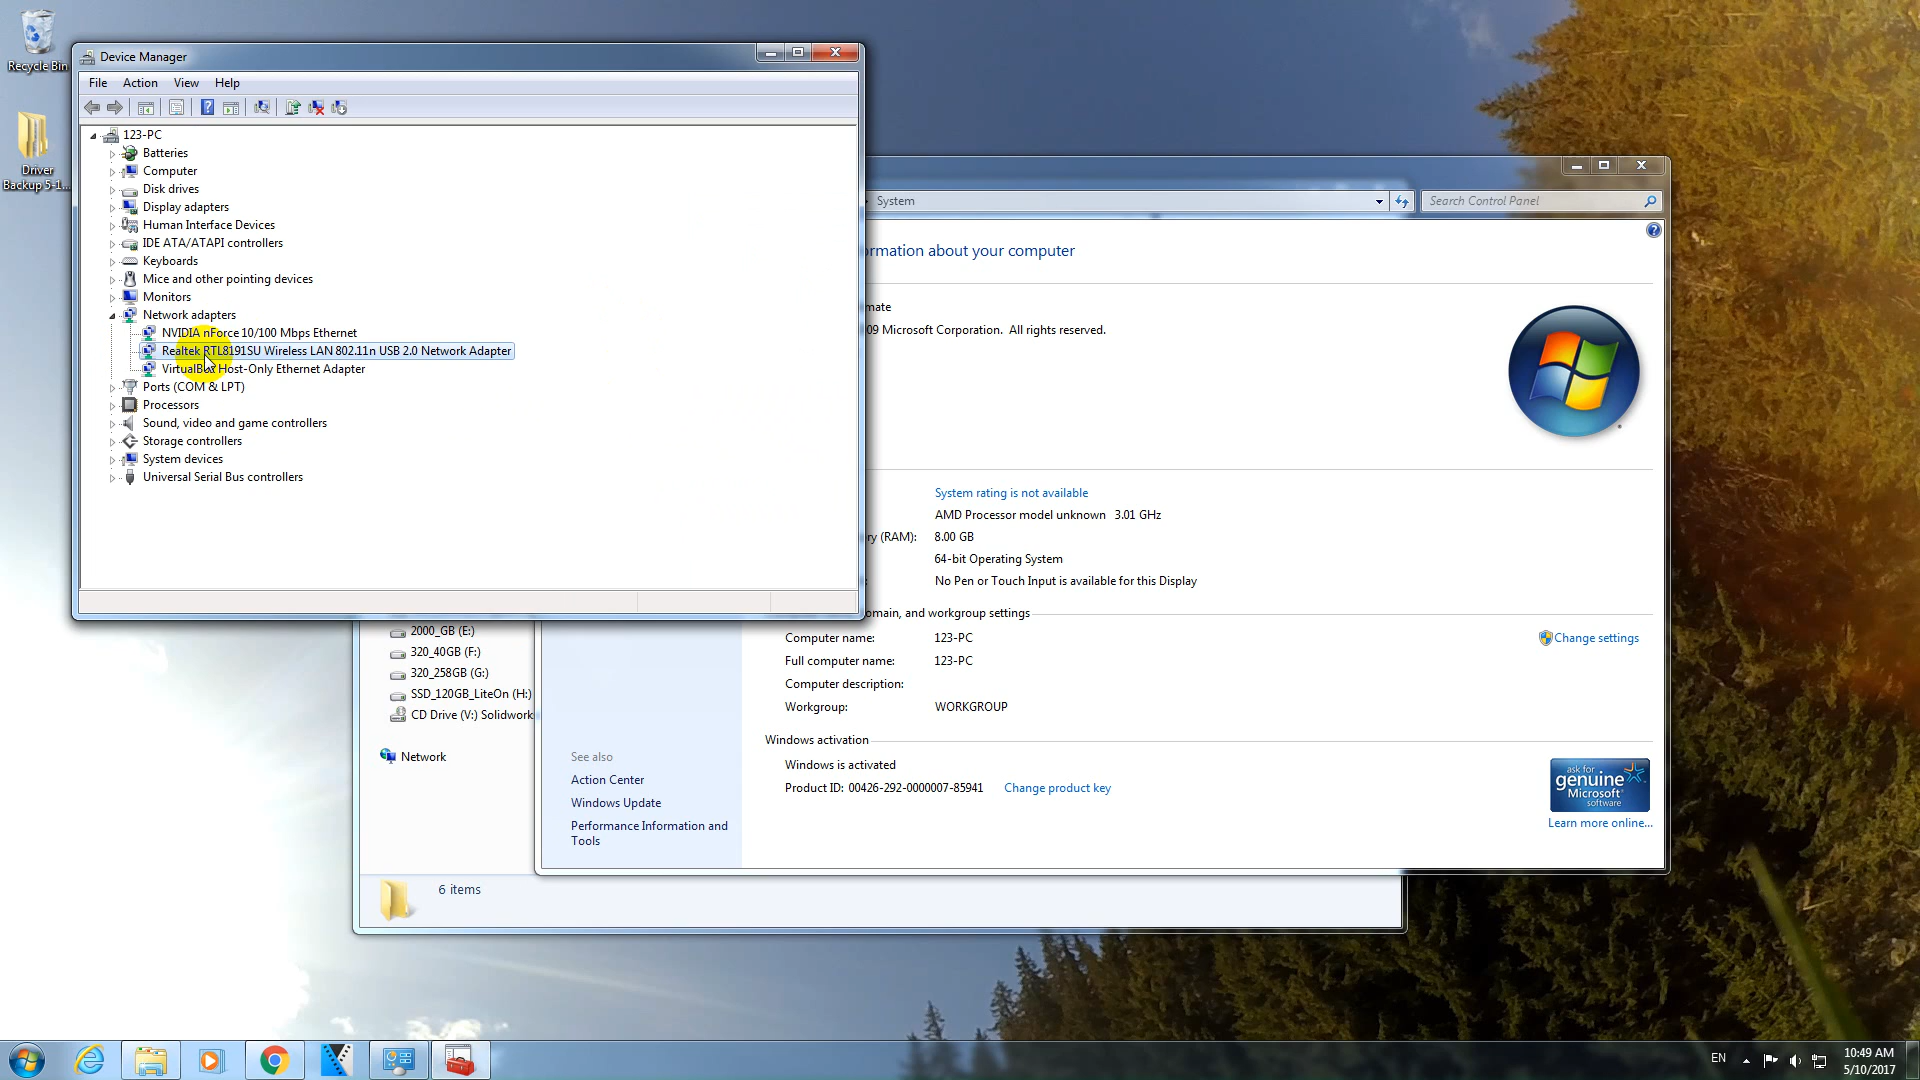 Recycle Bin
Driver
Backup 5-1...
Device Manager
File Action View Help
123-PC
Batteries
Computer
Disk drives
Display adapters
Human Interface Devices
IDE ATA/ATAPI controllers
Keyboards
Mice and other pointing devices
Monitors
Network adapters
NVIDIA nForce 10/100 Mbps Ethernet
Realtek RTL8191SU Wireless LAN 802.11n USB 2.0 Network Adapter
VirtualBox Host-Only Ethernet Adapter
Ports (COM & LPT)
Processors
Sound, video and game controllers
Storage controllers
System devices
Universal Serial Bus controllers
System
Search Control Panel
rmation about your computer
mate
09 Microsoft Corporation. All rights reserved.
System rating is not available
AMD Processor model unknown 3.01 GHz
ry (RAM): 8.00 GB
64-bit Operating System
No Pen or Touch Input is available for this Display
omain, and workgroup settings
Computer name: 123-PC
Change settings
Full computer name: 123-PC
Computer description:
Workgroup: WORKGROUP
Windows activation
Windows is activated
Product ID: 00426-292-0000007-85941 Change product key
ask for
genuine
Microsoft
software
Learn more online...
See also
Action Center
Windows Update
Performance Information and
Tools
2000_GB (E:)
320_40GB (F:)
320_258GB (G:)
SSD_120GB_LiteOn (H:)
CD Drive (V:) Solidwork
Network
6 items
EN
10:49 AM
5/10/2017